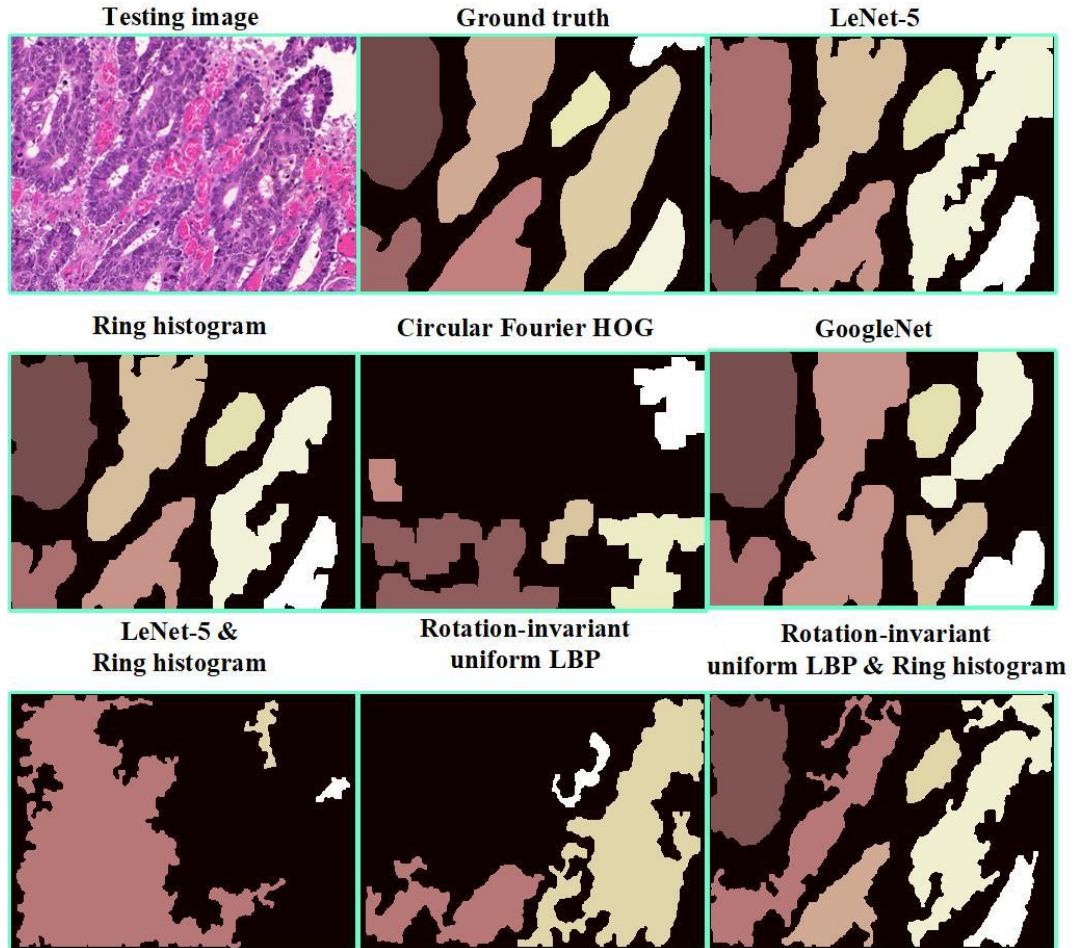 Testing image
Ground truth
LeNet-5
Ring histogram
Circular Fourier HOG
GoogleNet
LeNet-5 &
Ring histogram
Rotation-invariant
uniform LBP
Rotation-invariant
uniform LBP & Ring histogram